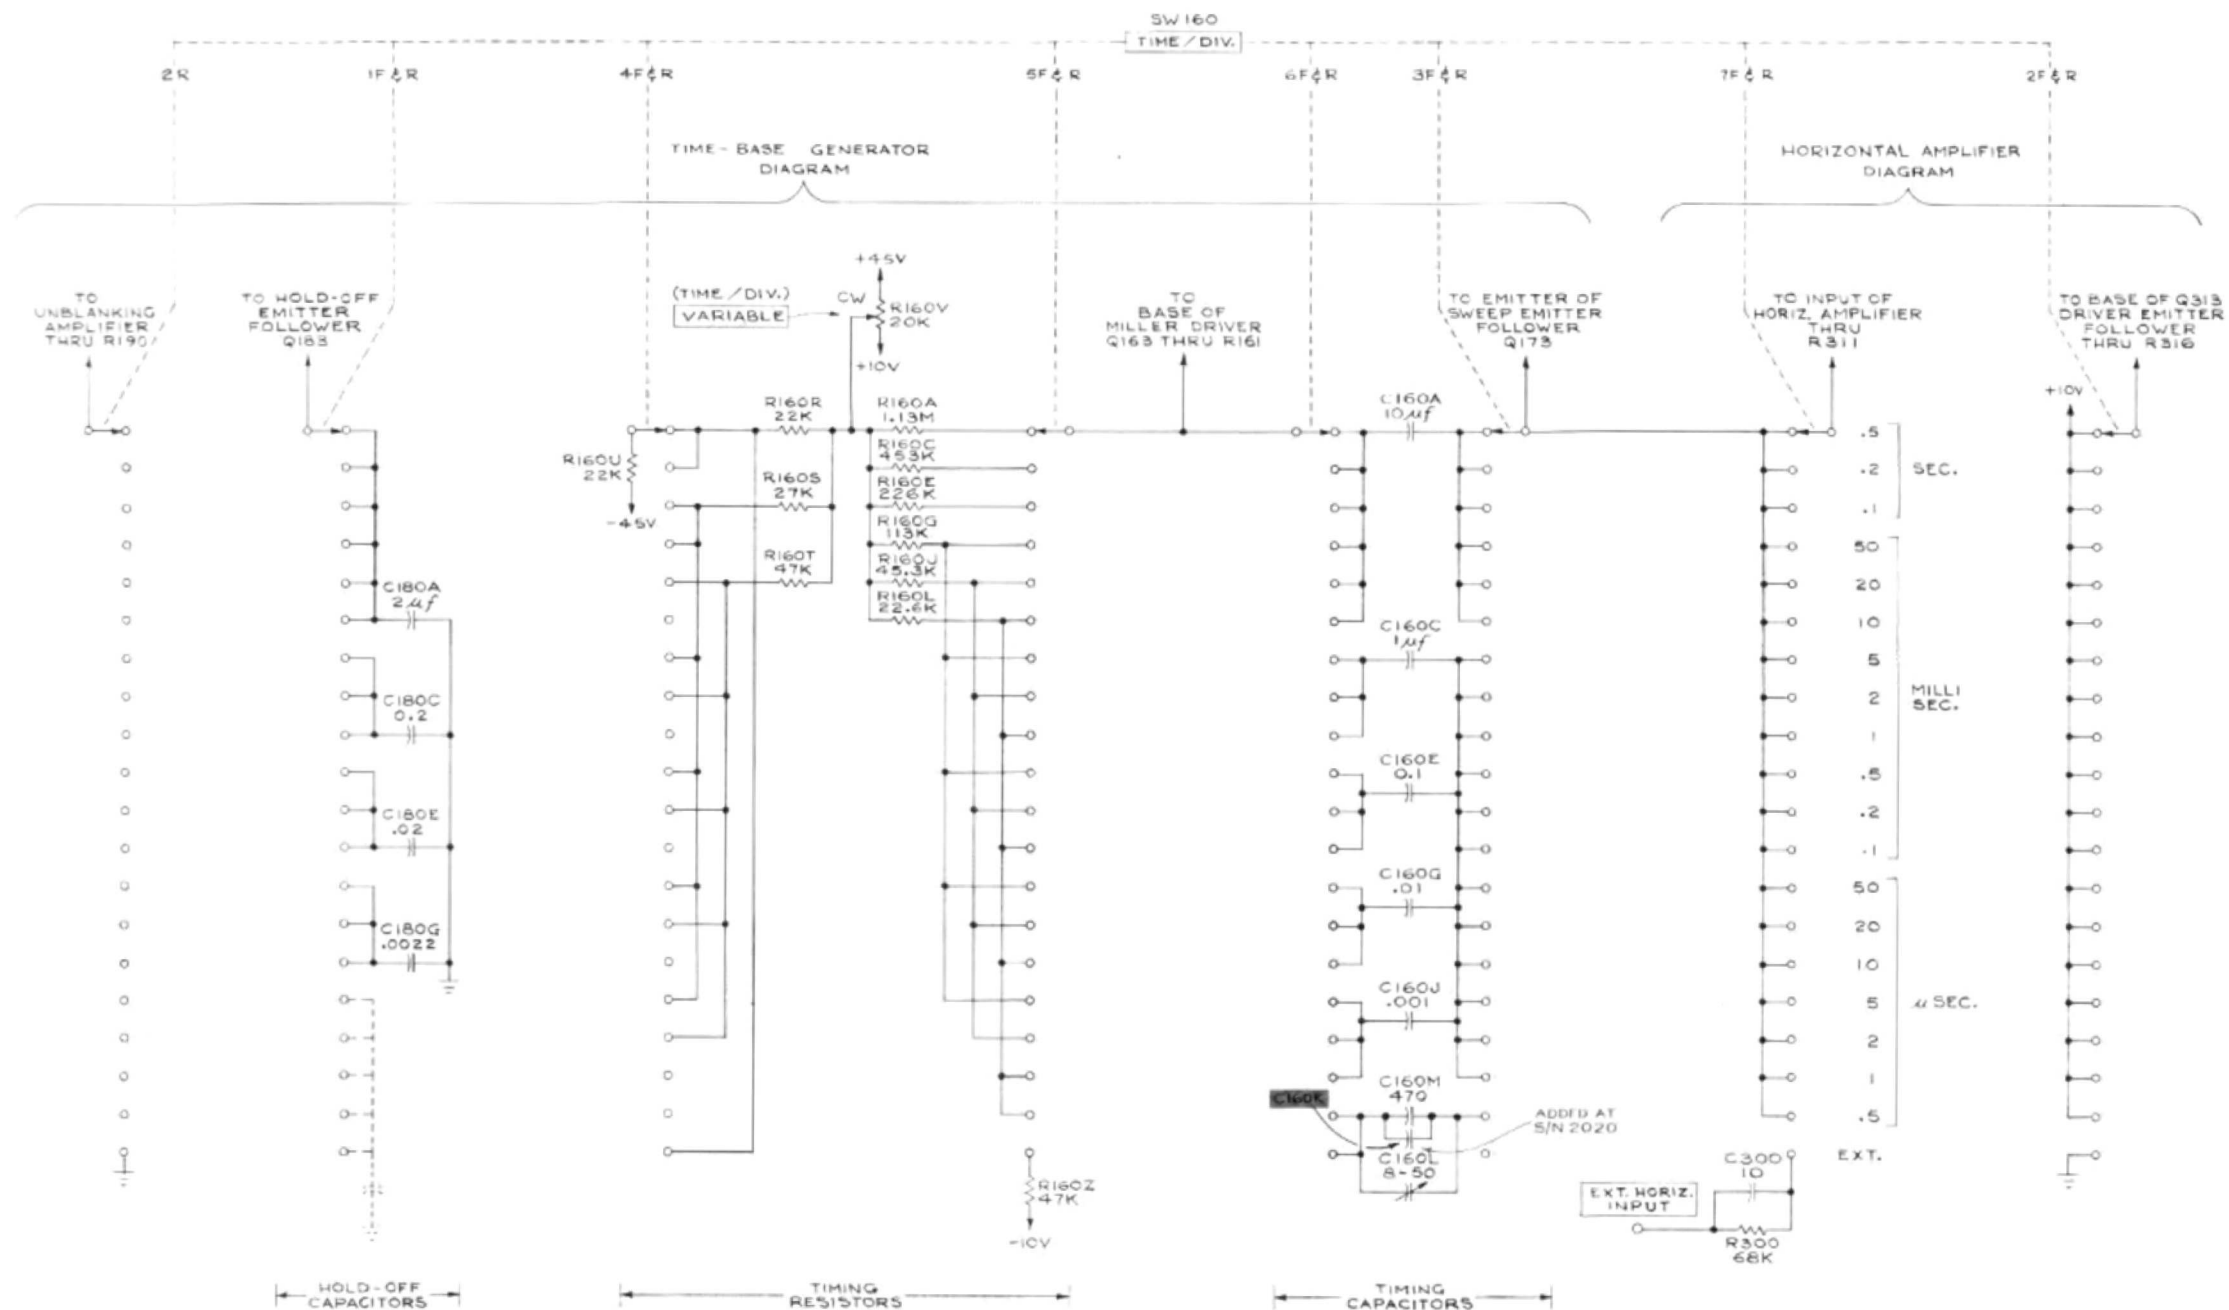 SW 160
TIME/DIV.
2R
1F & R
4F & R
5F & R
6F & R
3F & R
7F & R
2F & R
TIME-BASE GENERATOR
DIAGRAM
HORIZONTAL AMPLIFIER
DIAGRAM
TO
UNBLANKING
AMPLIFIER
THRU R190
TO HOLD-OFF
EMITTER
FOLLOWER
Q183
(TIME/DIV.)
VARIABLE
CW
+45V
R160V
20K
+10V
TO
BASE OF
MILLER DRIVER
Q163 THRU R161
TO EMITTER OF
SWEEP EMITTER
FOLLOWER
Q173
TO INPUT OF
HORIZ. AMPLIFIER
THRU
R311
TO BASE OF Q313
DRIVER EMITTER
FOLLOWER
THRU R316
+10V
R160U
22K
-45V
R160R
22K
R160S
27K
R160T
47K
R160A
1.13M
R160C
453K
R160E
226K
R160G
113K
R160J
45.3K
R160L
22.6K
C180A
2µf
C180C
0.2
C180E
.02
C180G
.0022
C160A
10µf
C160C
1µf
C160E
0.1
C160G
.01
C160J
.001
C160M
470
C160K
C160L
8-50
ADDED AT
S/N 2020
R160Z
47K
-10V
.5
.2
.1
SEC.
50
20
10
5
2
1
.5
.2
.1
MILLI
SEC.
50
20
10
5
2
1
.5
µSEC.
EXT.
C300
10
EXT. HORIZ.
INPUT
R300
68K
HOLD-OFF
CAPACITORS
TIMING
RESISTORS
TIMING
CAPACITORS